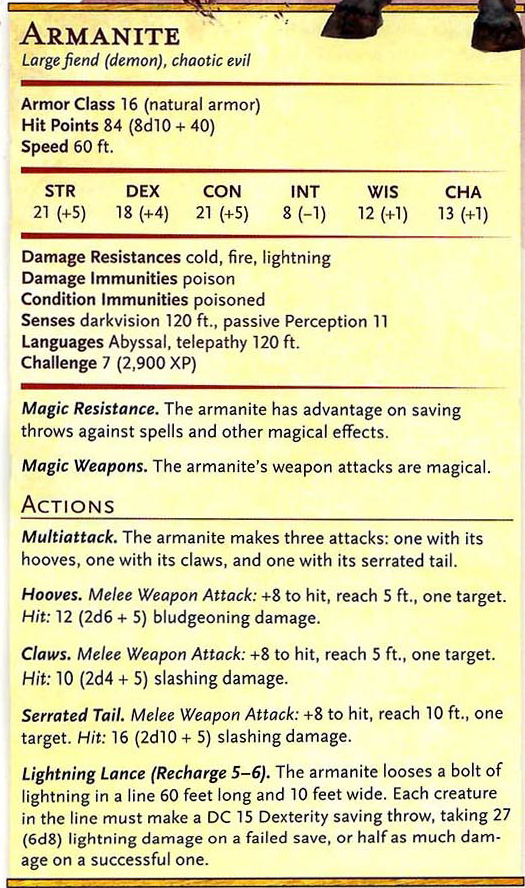 ARMANITE
Large fiend (demon), chaotic evil
Armor Class 16 (natural armor)
Hit Points 84 (8d10 + 40)
Speed 60 ft.
STR DEX CON INT WIS CHA
21 (+5) 18 (+4) 21 (+5) 8 (−1) 12 (+1) 13 (+1)
Damage Resistances cold, fire, lightning
Damage Immunities poison
Condition Immunities poisoned
Senses darkvision 120 ft., passive Perception 11
Languages Abyssal, telepathy 120 ft.
Challenge 7 (2,900 XP)
Magic Resistance. The armanite has advantage on saving
throws against spells and other magical effects.
Magic Weapons. The armanite's weapon attacks are magical.
ACTIONS
Multiattack. The armanite makes three attacks: one with its
hooves, one with its claws, and one with its serrated tail.
Hooves. Melee Weapon Attack: +8 to hit, reach 5 ft., one target.
Hit: 12 (2d6 + 5) bludgeoning damage.
Claws. Melee Weapon Attack: +8 to hit, reach 5 ft., one target.
Hit: 10 (2d4 + 5) slashing damage.
Serrated Tail. Melee Weapon Attack: +8 to hit, reach 10 ft., one
target. Hit: 16 (2d10 + 5) slashing damage.
Lightning Lance (Recharge 5–6). The armanite looses a bolt of
lightning in a line 60 feet long and 10 feet wide. Each creature
in the line must make a DC 15 Dexterity saving throw, taking 27
(6d8) lightning damage on a failed save, or half as much dam-
age on a successful one.